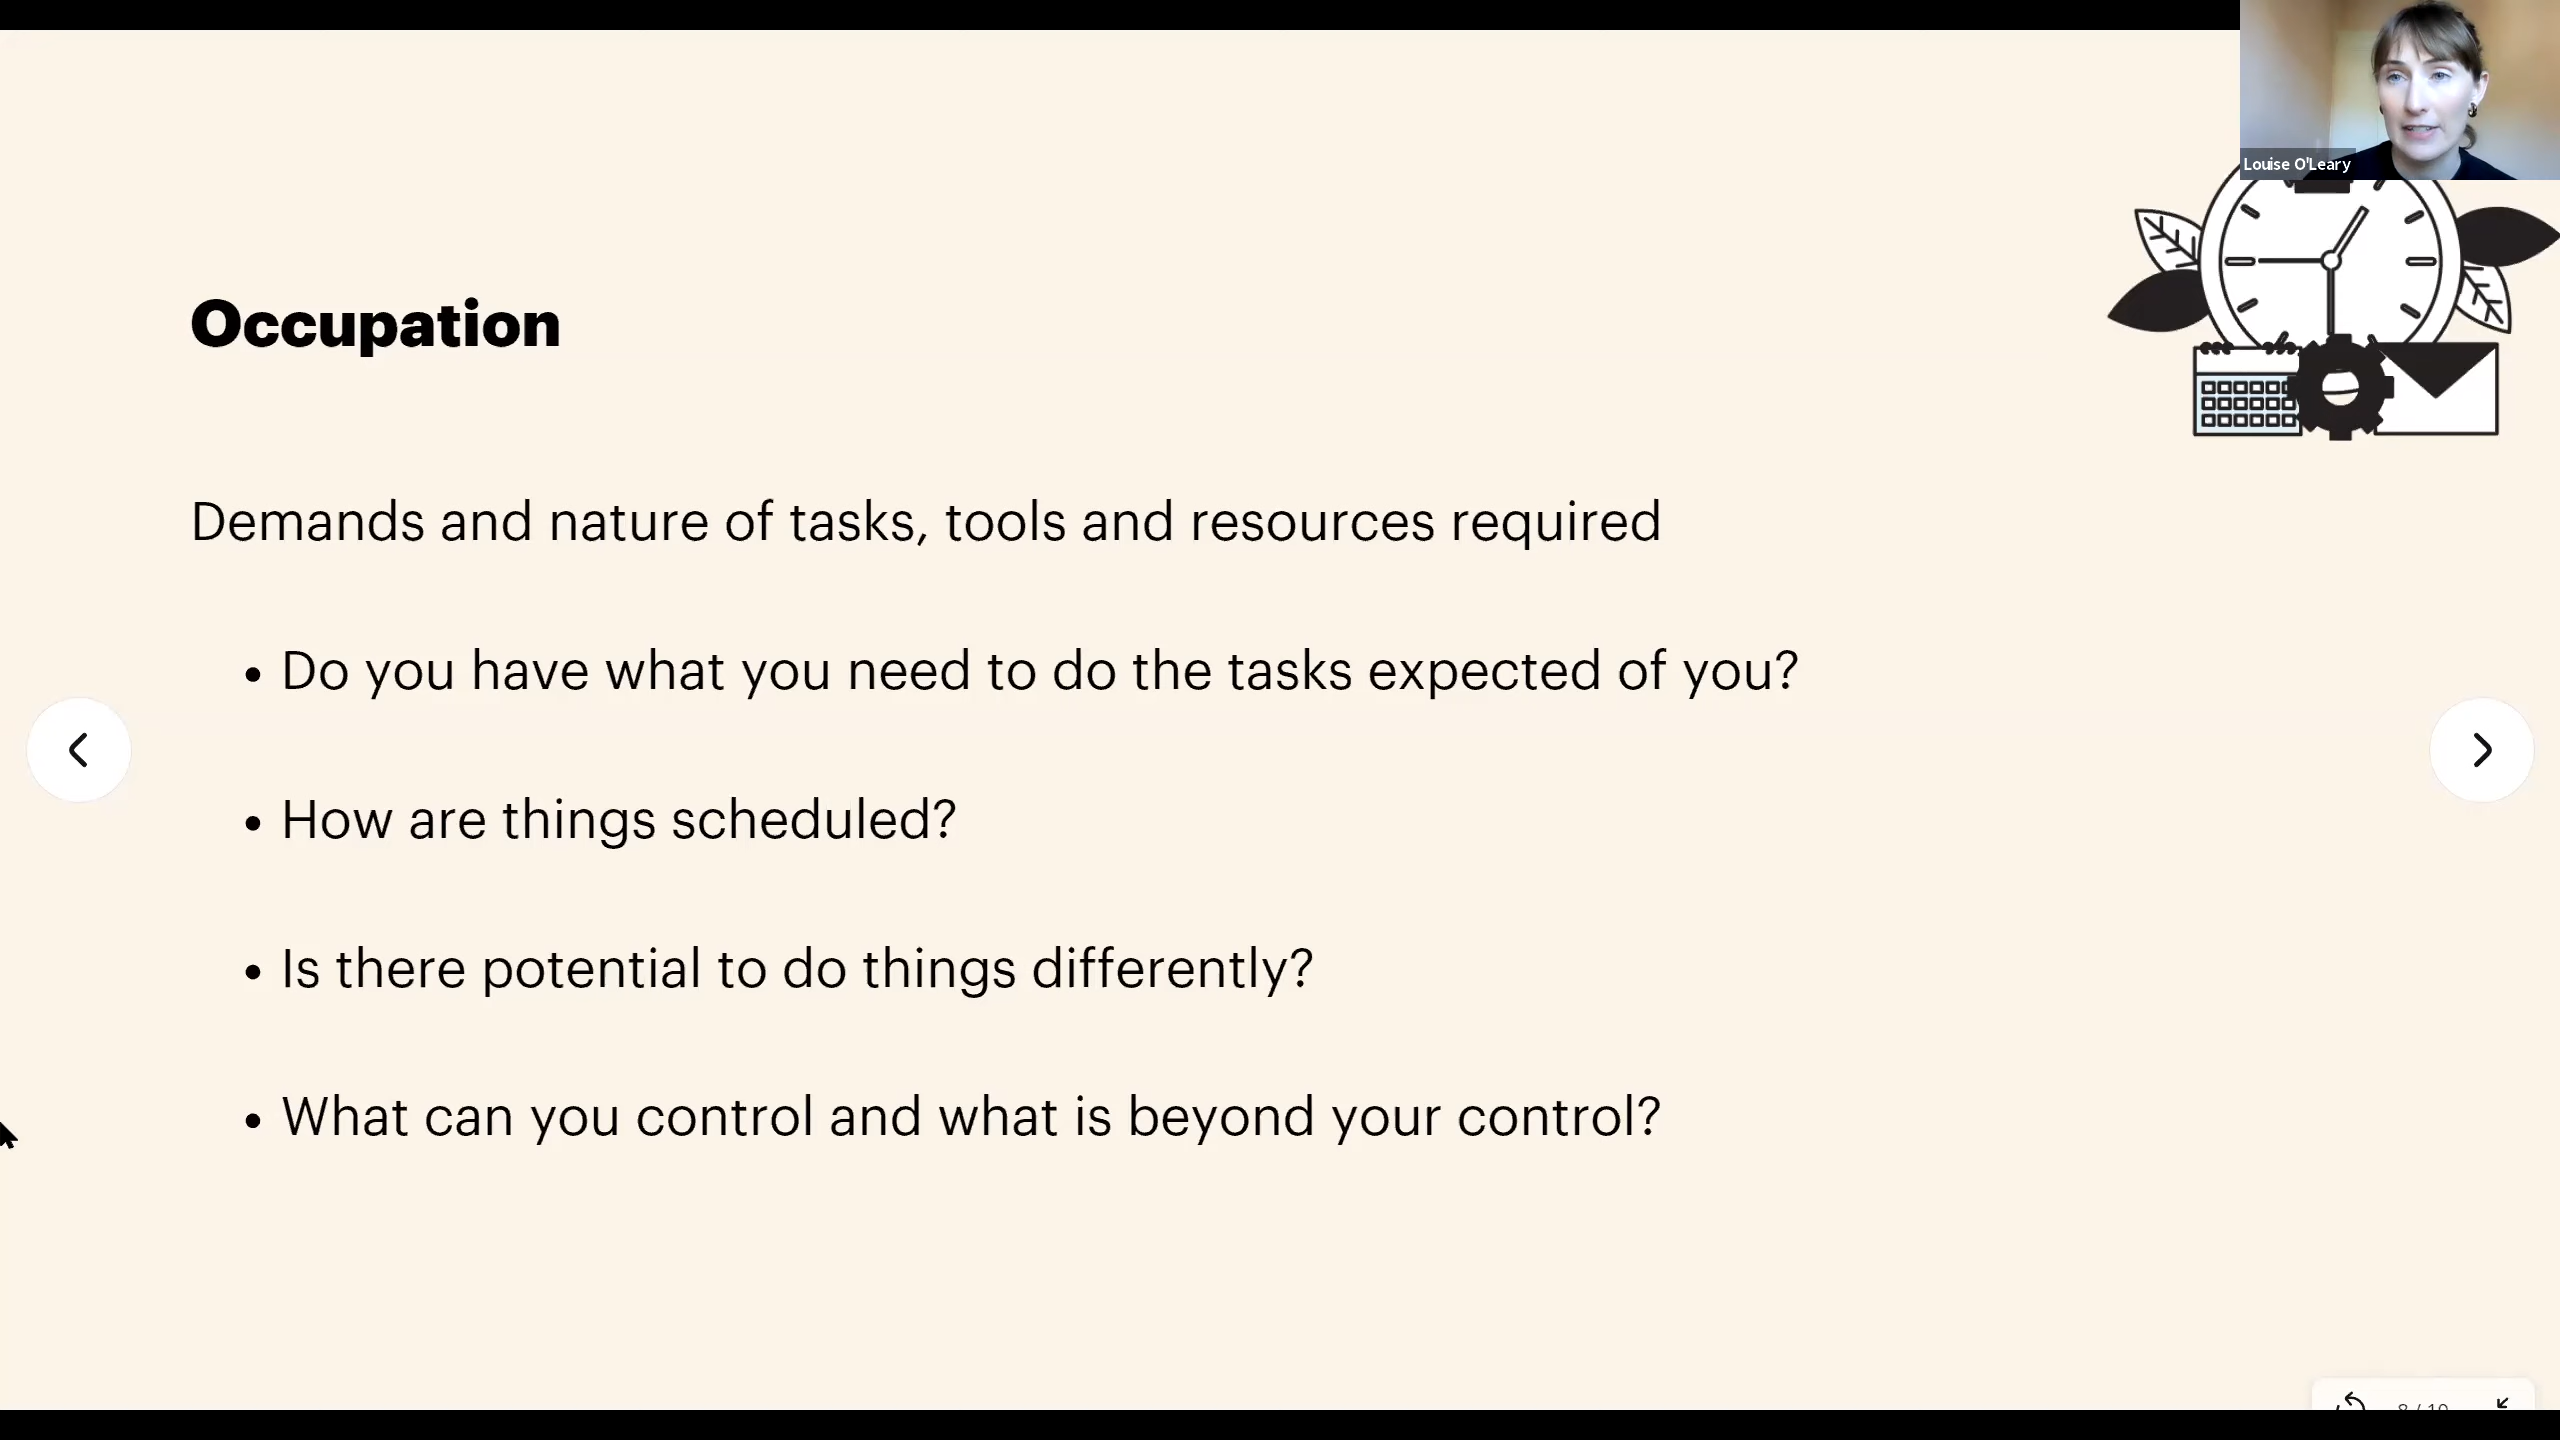 Louise O'Leary
Occupation
Demands and nature of tasks, tools and resources required
• Do you have what you need to do the tasks expected of you?
• How are things scheduled?
• Is there potential to do things differently?
• What can you control and what is beyond your control?